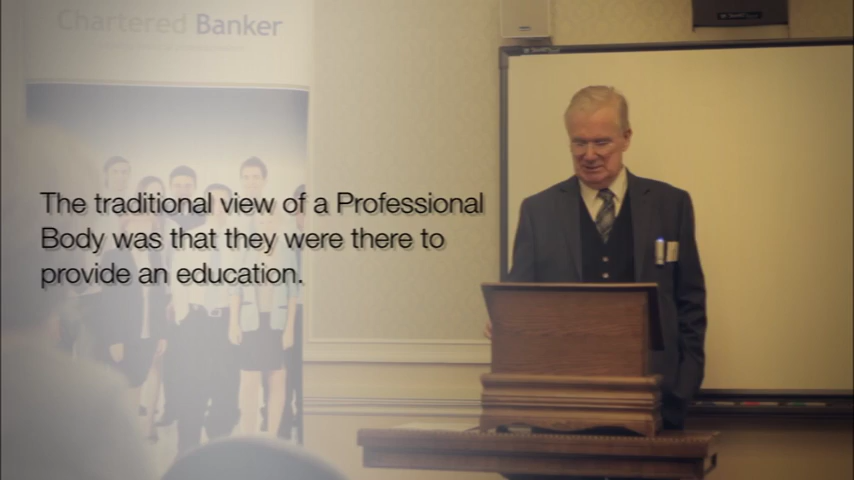 Chartered Banker
The traditional view of a Professional
Body was that they were there to
provide an education.